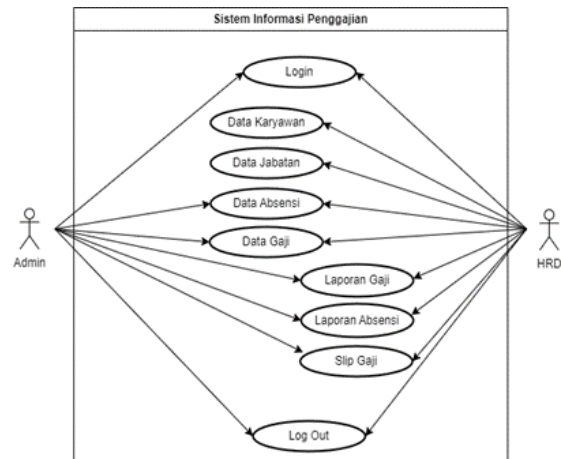 Sistem Informasi Penggajian
Login
Data Karyawan
Data Jabatan
Data Absensi
Data Gaji
Admin
HRD
Laporan Gaji
Laporan Absensi
Slip Gaji
Log Out